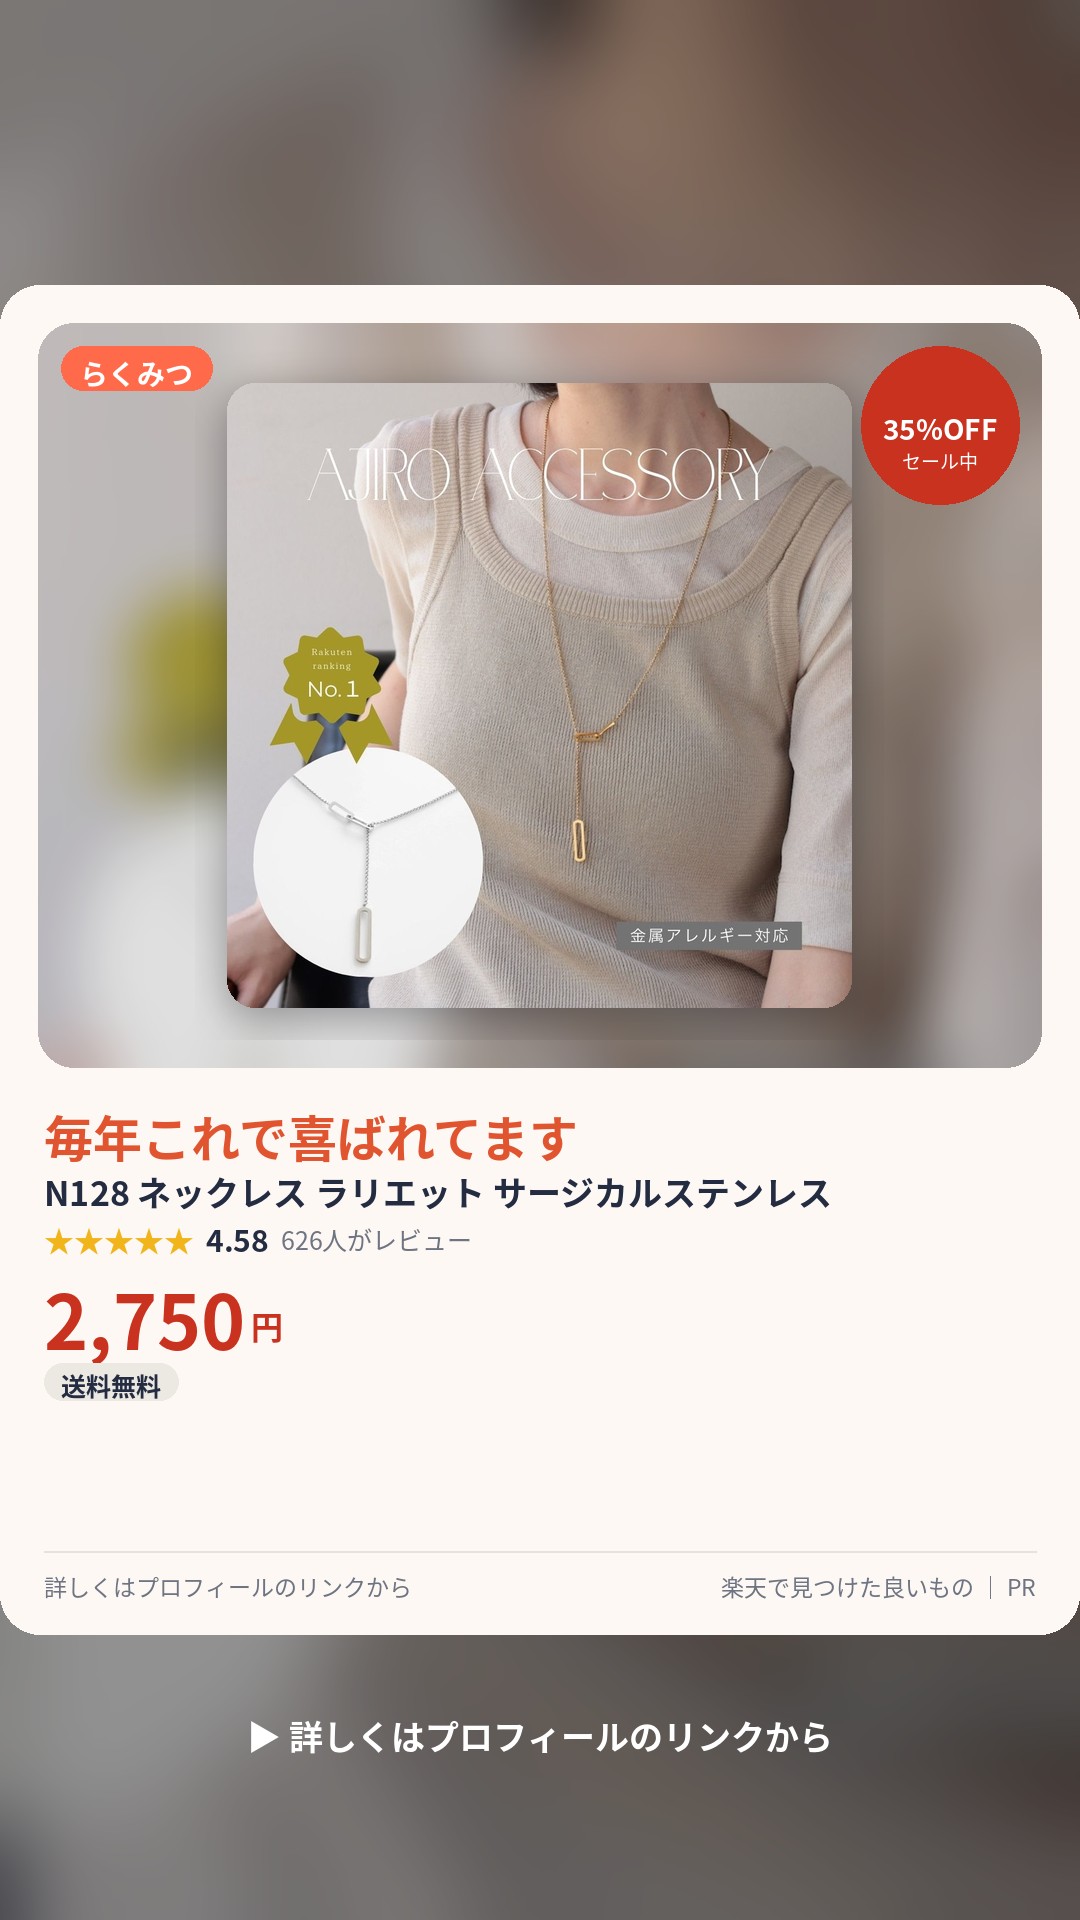 らくみつ
35%OFF
セール中
AJIRO ACCESSORY
Rakuten
ranking
No.1
金属アレルギー対応
毎年これで喜ばれてます
N128 ネックレス ラリエット サージカルステンレス
★★★★★ 4.58 626人がレビュー
2,750円
送料無料
詳しくはプロフィールのリンクから
楽天で見つけた良いもの｜PR
▶ 詳しくはプロフィールのリンクから